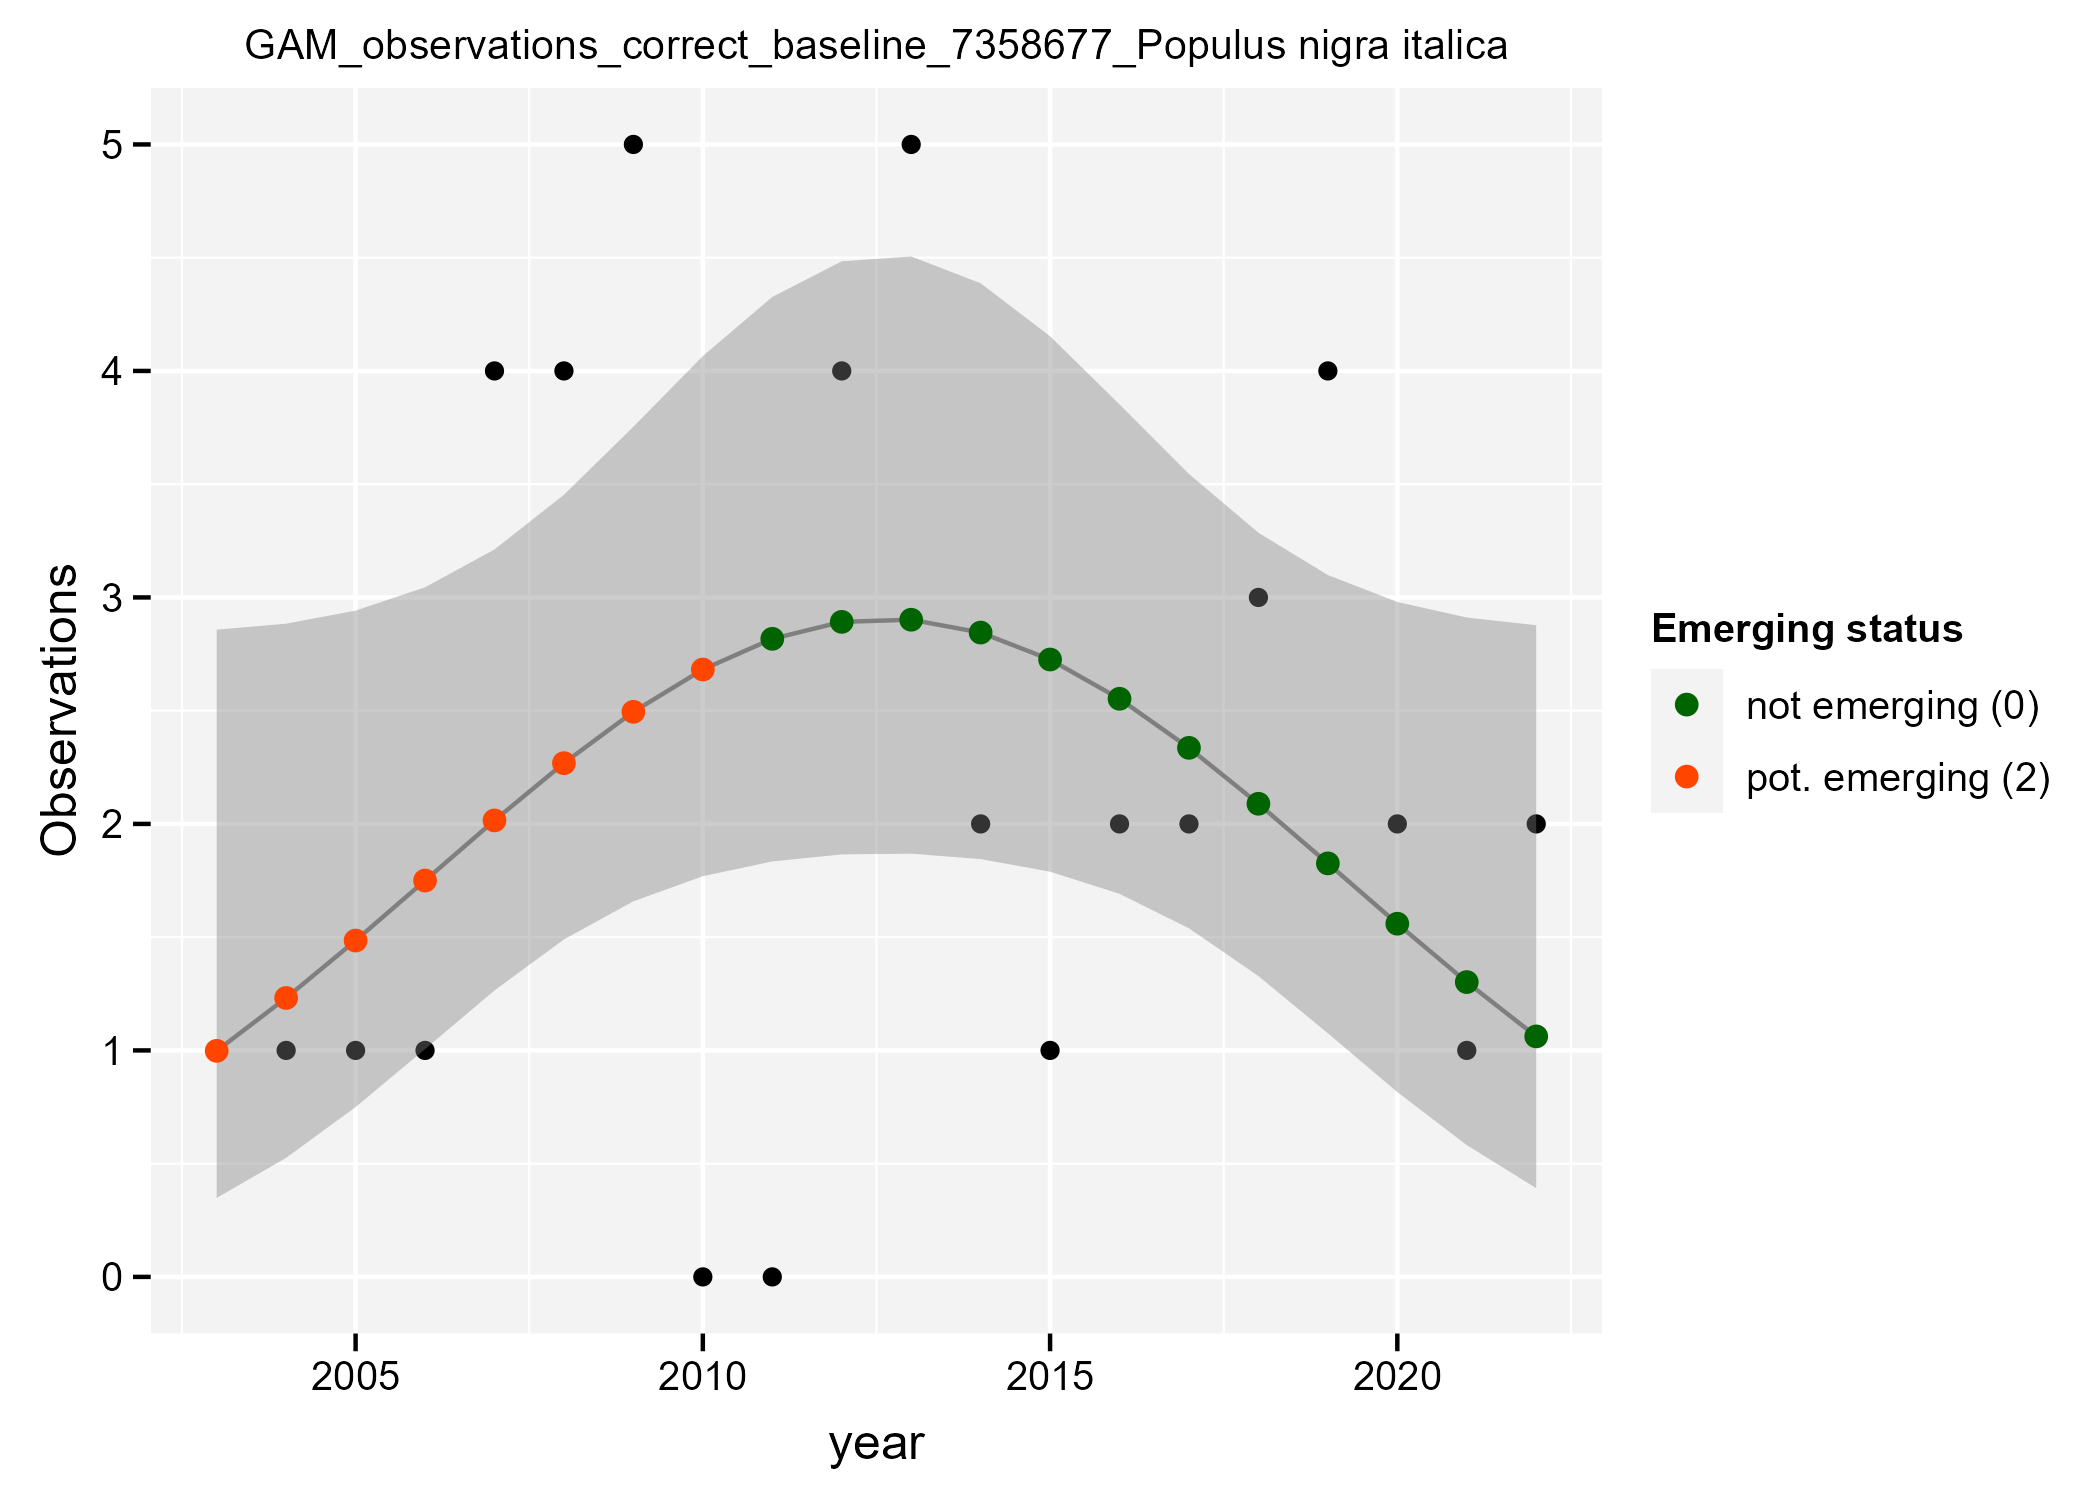 GAM_observations_correct_baseline_7358677_Populus nigra italica
Observations
5
4
3
2
1
0
2005 2010 2015 2020
year
Emerging status
not emerging (0)
pot. emerging (2)